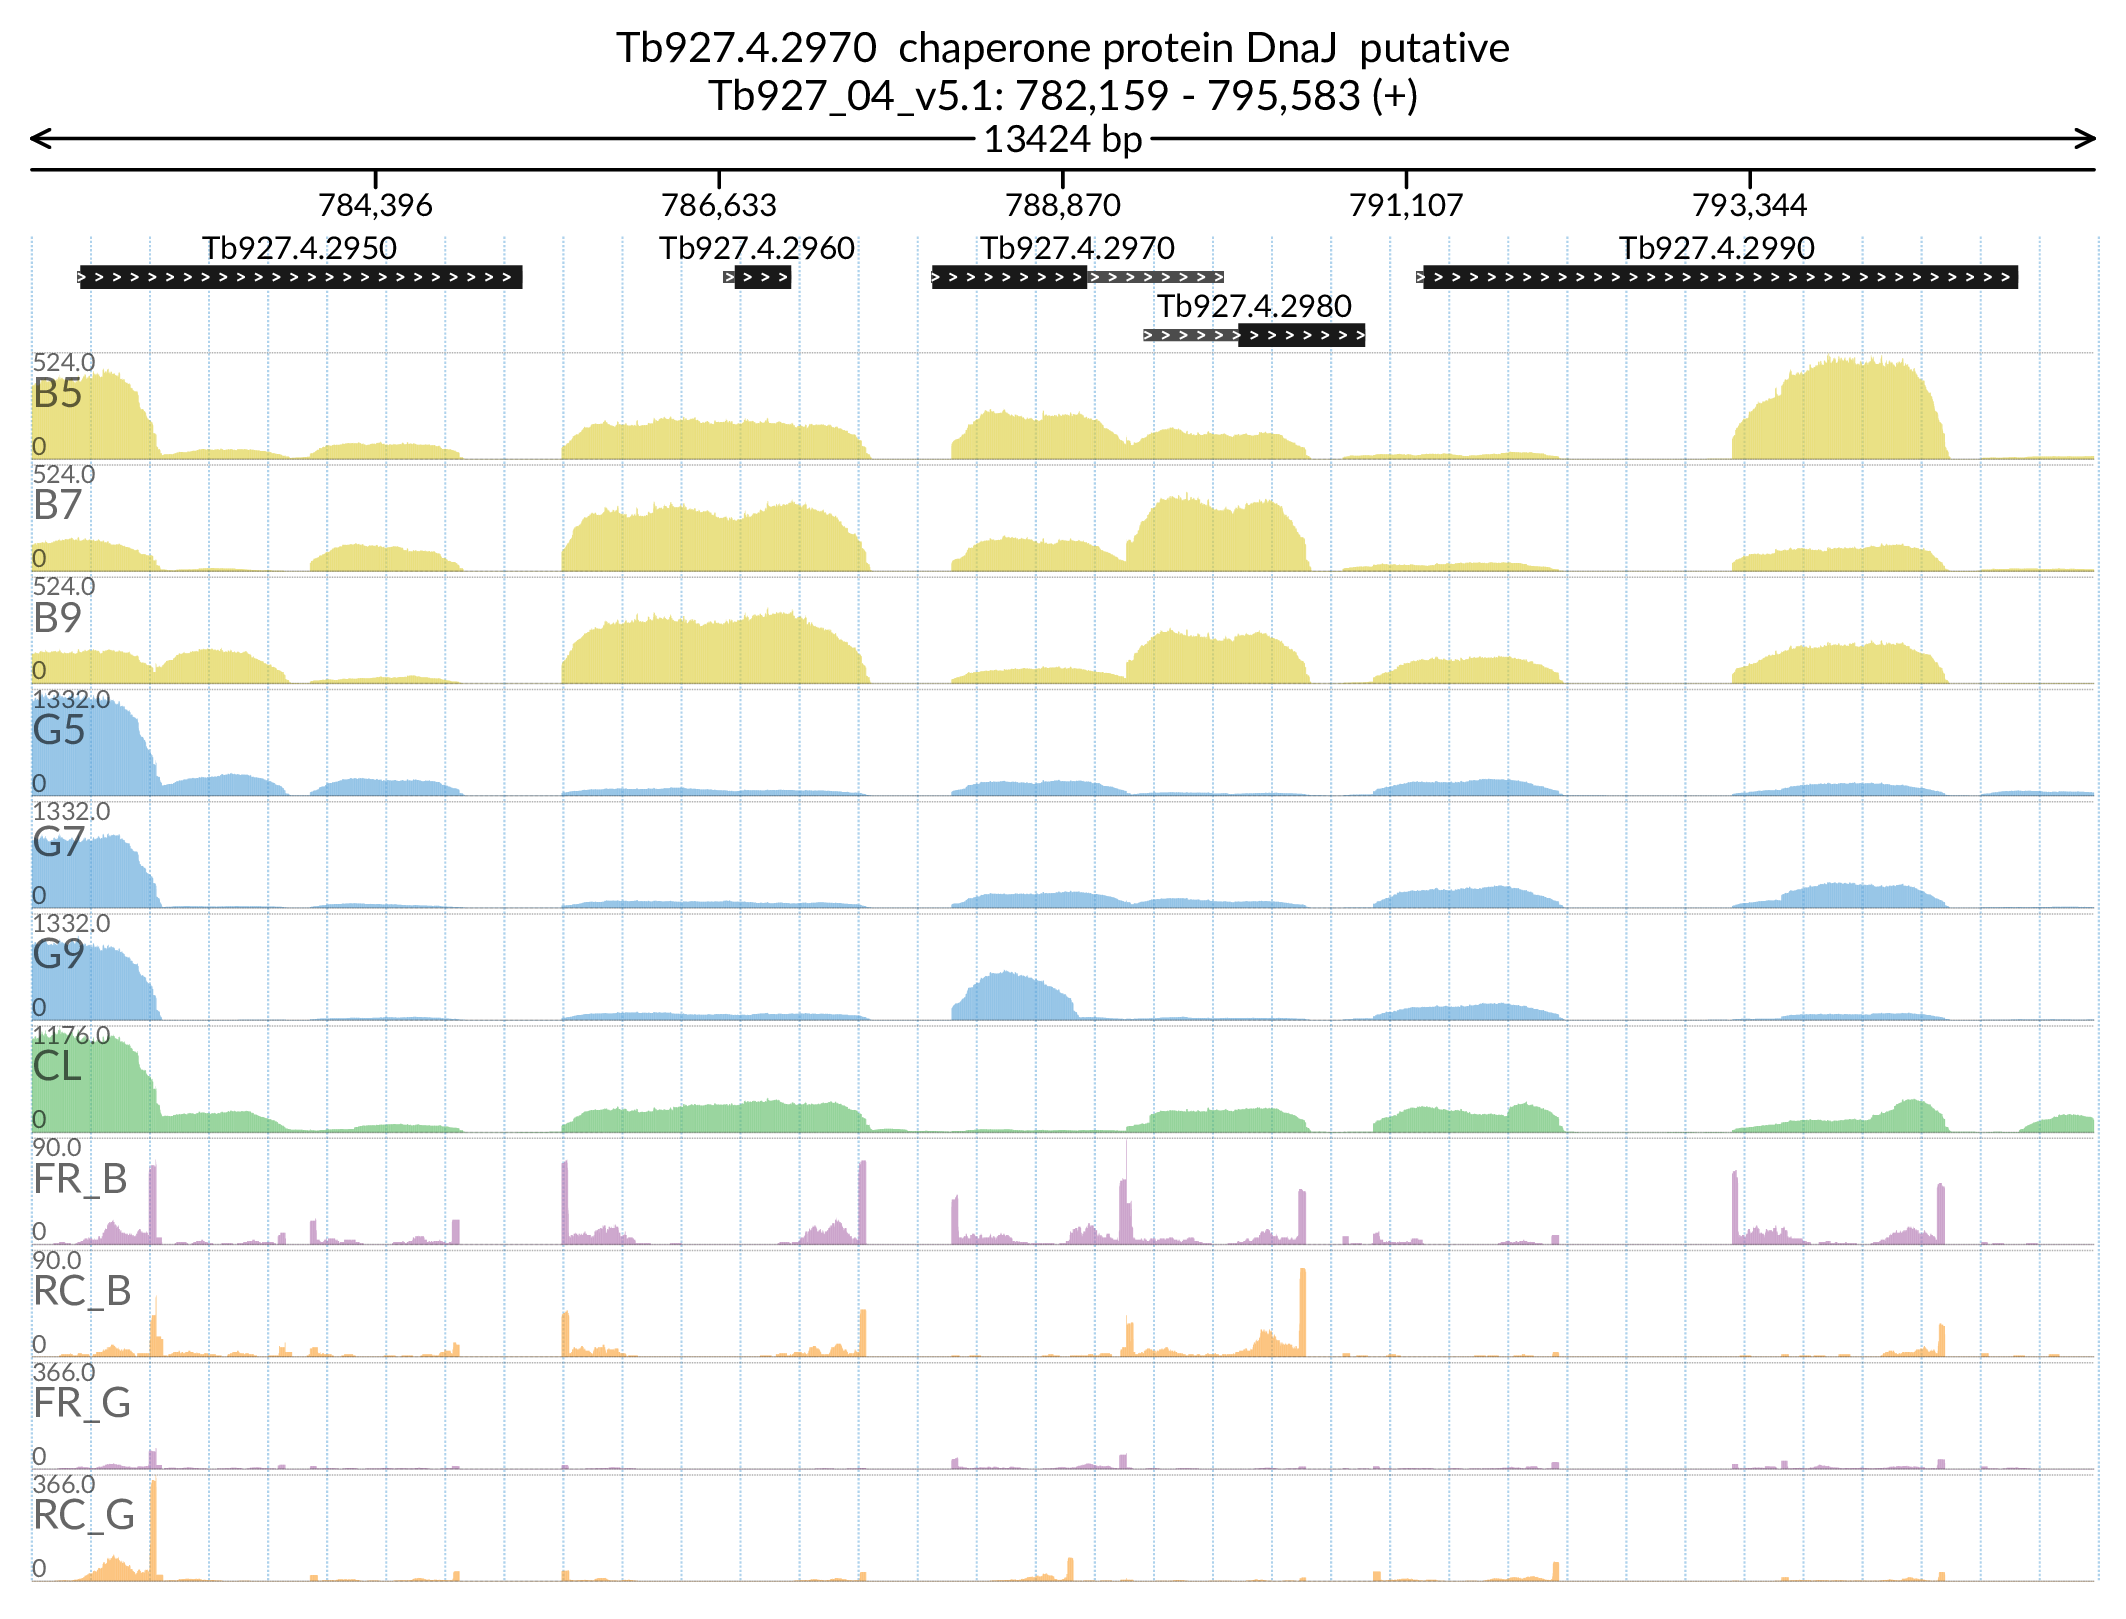 Tb927.4.2970  chaperone protein DnaJ  putative
Tb927_04_v5.1: 782,159 - 795,583 (+)
13424 bp
784,396 786,633 788,870 791,107 793,344
Tb927.4.2950 Tb927.4.2960 Tb927.4.2970 Tb927.4.2990
Tb927.4.2980
524.0
B5
0
524.0
B7
0
524.0
B9
0
1332.0
G5
0
1332.0
G7
0
1332.0
G9
0
1176.0
CL
0
90.0
FR_B
0
90.0
RC_B
0
366.0
FR_G
0
366.0
RC_G
0